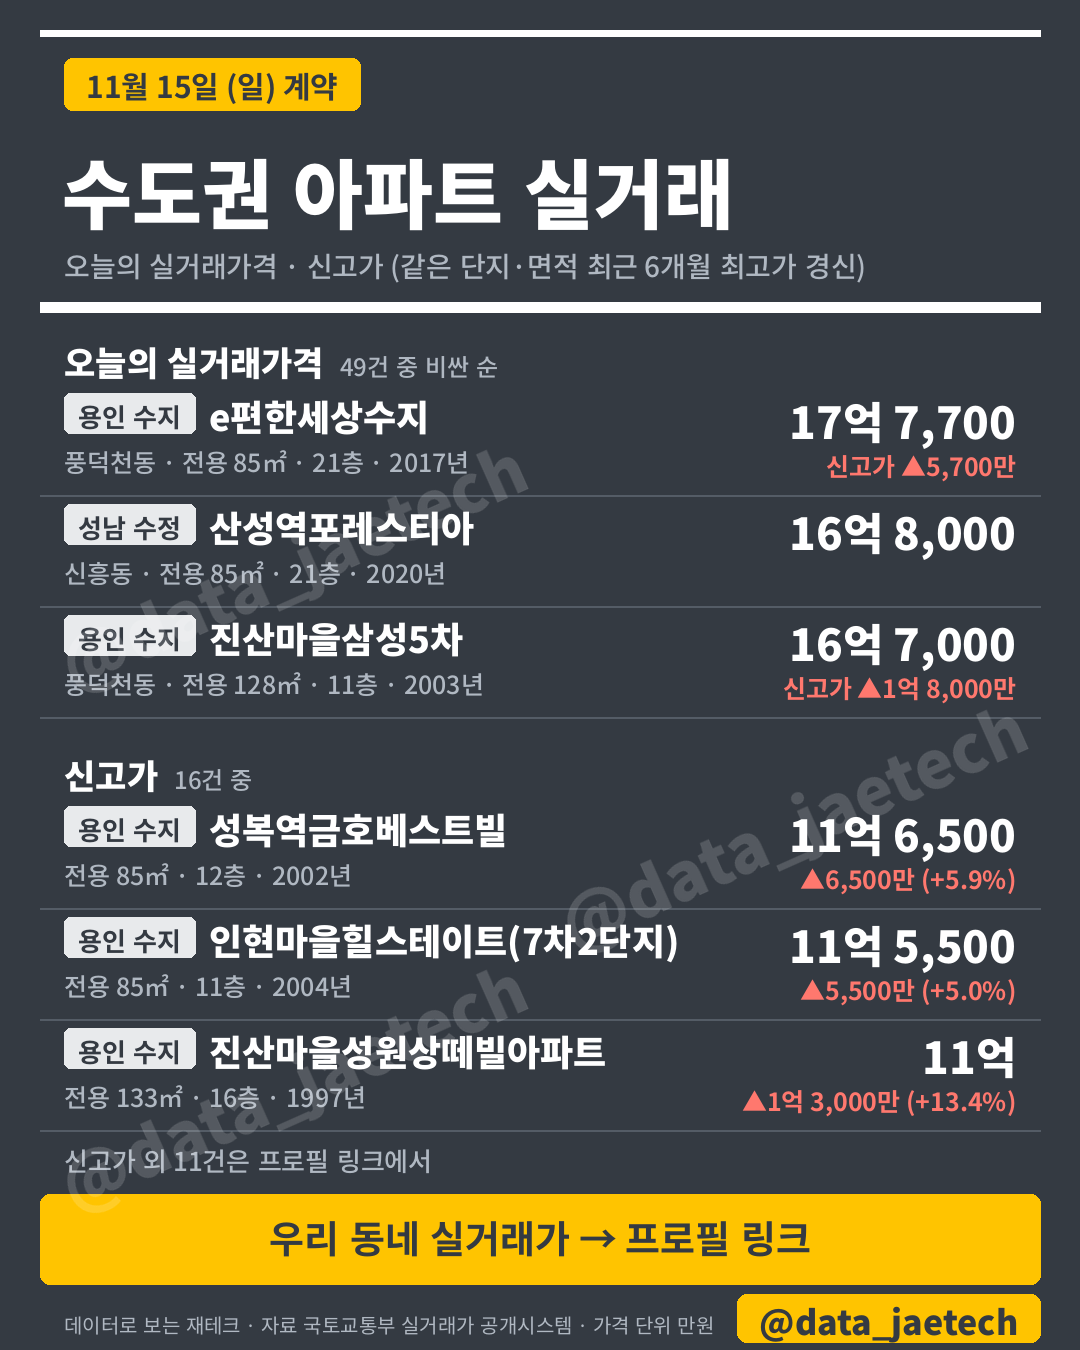 11월 15일 (일) 계약
수도권 아파트 실거래
오늘의 실거래가격 · 신고가 (같은 단지·면적 최근 6개월 최고가 경신)
오늘의 실거래가격 49건 중 비싼 순
용인 수지 e편한세상수지 17억 7,700
풍덕천동 · 전용 85㎡ · 21층 · 2017년 신고가 ▲5,700만
성남 수정 산성역포레스티아 16억 8,000
신흥동 · 전용 85㎡ · 21층 · 2020년
용인 수지 진산마을삼성5차 16억 7,000
풍덕천동 · 전용 128㎡ · 11층 · 2003년 신고가 ▲1억 8,000만
신고가 16건 중
용인 수지 성복역금호베스트빌 11억 6,500
전용 85㎡ · 12층 · 2002년 ▲6,500만 (+5.9%)
용인 수지 인현마을힐스테이트(7차2단지) 11억 5,500
전용 85㎡ · 11층 · 2004년 ▲5,500만 (+5.0%)
용인 수지 진산마을성원상떼빌아파트 11억
전용 133㎡ · 16층 · 1997년 ▲1억 3,000만 (+13.4%)
신고가 외 11건은 프로필 링크에서
우리 동네 실거래가 → 프로필 링크
데이터로 보는 재테크 · 자료 국토교통부 실거래가 공개시스템 · 가격 단위 만원 @data_jaetech
@data_jaetech
@data_jaetech
@data_jaetech